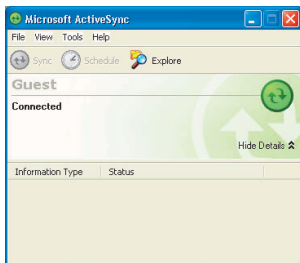 Microsoft ActiveSync
File View Tools Help
Sync Schedule Explore
Guest
Connected
Hide Details
Information Type Status